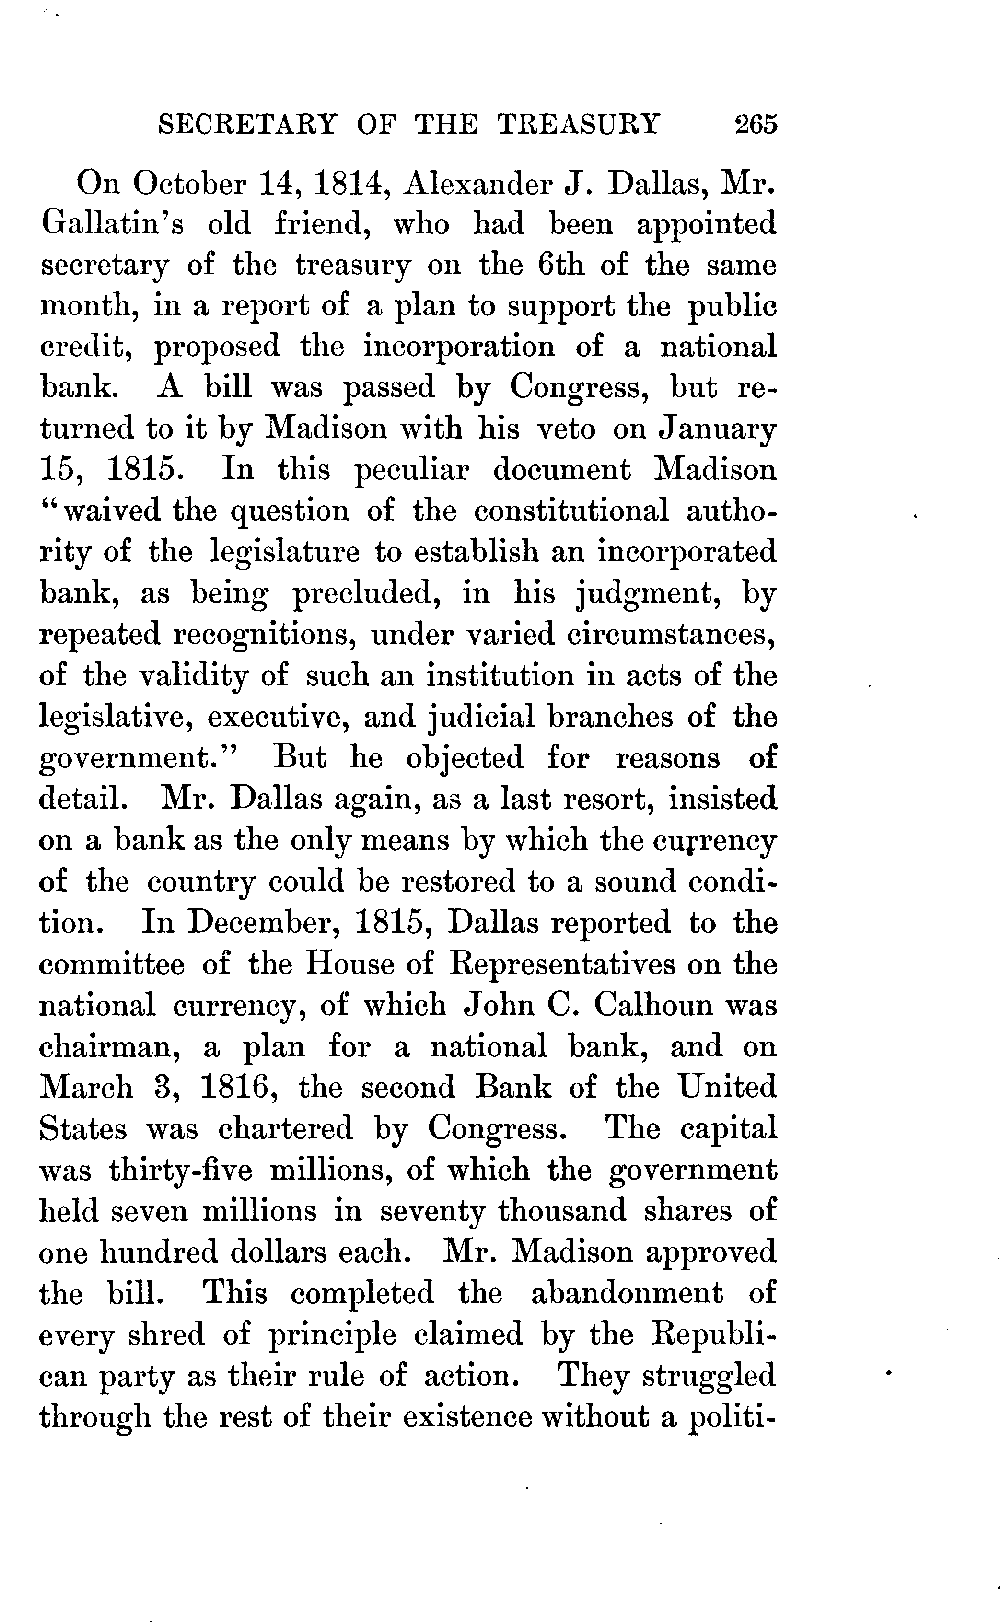 SECRETARY OF THE TREASURY 265
On October 14, 1814, Alexander J. Dallas, Mr.
Gallatin's old friend, who had been appointed
secretary of the treasury on the 6th of the same
month, in a report of a plan to support the public
credit, proposed the incorporation of a national
bank. A bill was passed by Congress, but re-
turned to it by Madison with his veto on January
15, 1815. In this peculiar document Madison
"waived the question of the constitutional autho-
rity of the legislature to establish an incorporated
bank, as being precluded, in his judgment, by
repeated recognitions, under varied circumstances,
of the validity of such an institution in acts of the
legislative, executive, and judicial branches of the
government." But he objected for reasons of
detail. Mr. Dallas again, as a last resort, insisted
on a bank as the only means by which the currency
of the country could be restored to a sound condi-
tion. In December, 1815, Dallas reported to the
committee of the House of Representatives on the
national currency, of which John C. Calhoun was
chairman, a plan for a national bank, and on
March 3, 1816, the second Bank of the United
States was chartered by Congress. The capital
was thirty-five millions, of which the government
held seven millions in seventy thousand shares of
one hundred dollars each. Mr. Madison approved
the bill. This completed the abandonment of
every shred of principle claimed by the Republi-
can party as their rule of action. They struggled
through the rest of their existence without a politi-